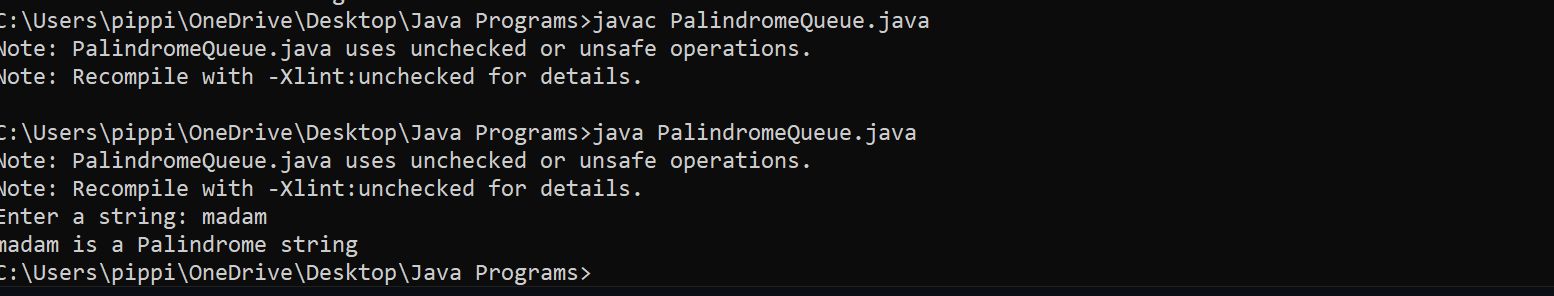 C:\Users\pippi\OneDrive\Desktop\Java Programs>javac PalindromeQueue.java
Note: PalindromeQueue.java uses unchecked or unsafe operations.
Note: Recompile with -Xlint:unchecked for details.
C:\Users\pippi\OneDrive\Desktop\Java Programs>java PalindromeQueue.java
Note: PalindromeQueue.java uses unchecked or unsafe operations.
Note: Recompile with -Xlint:unchecked for details.
Enter a string: madam
madam is a Palindrome string
C:\Users\pippi\OneDrive\Desktop\Java Programs>